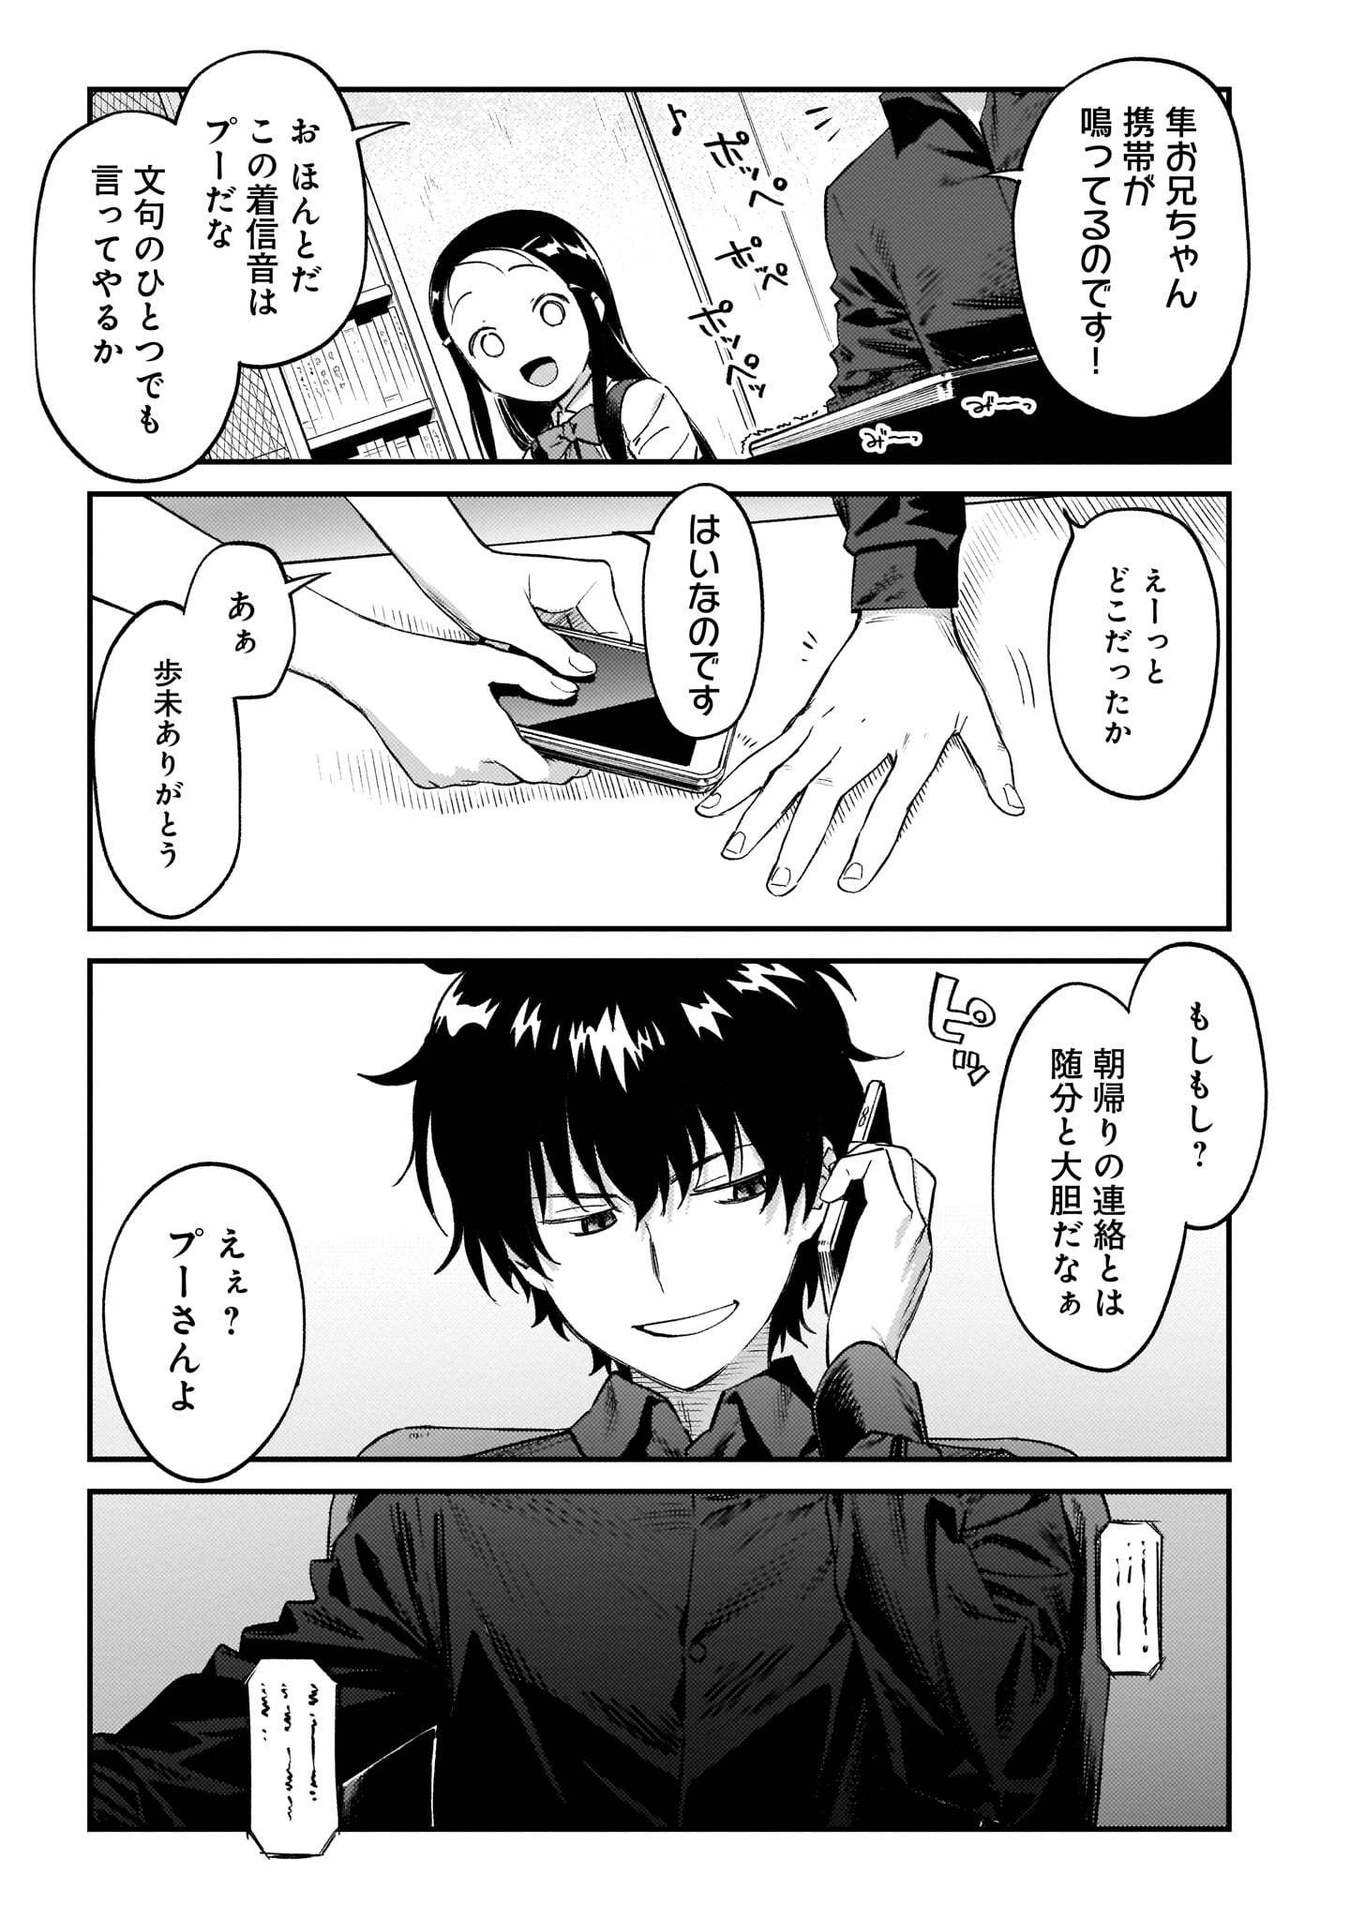 隼お兄ちゃん
携帯が
鳴ってるのです！
♪
ポッペ
ポッペ
ポッペッ
みーっ
みーっ
お ほんとだ
この着信音は
プーだな
文句のひとつでも
言ってやるか
えーっと
どこだったか
はいなのです
あぁ
歩未ありがとう
もしもし？
朝帰りの連絡とは
随分と大胆だなぁ
ピッ
えぇ？
プーさんよ